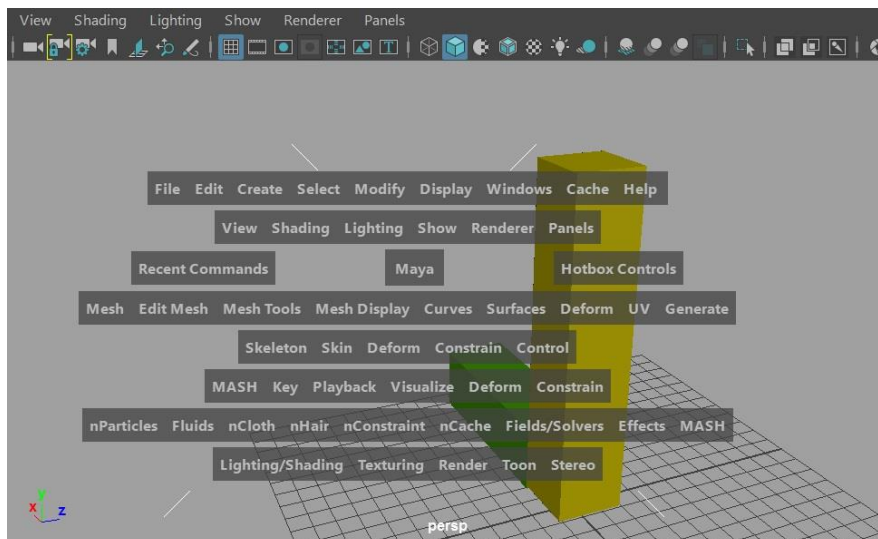 View Shading Lighting Show Renderer Panels
File Edit Create Select Modify Display Windows Cache Help
View Shading Lighting Show Renderer Panels
Recent Commands Maya Hotbox Controls
Mesh Edit Mesh Mesh Tools Mesh Display Curves Surfaces Deform UV Generate
Skeleton Skin Deform Constrain Control
MASH Key Playback Visualize Deform Constrain
nParticles Fluids nCloth nHair nConstraint nCache Fields/Solvers Effects MASH
Lighting/Shading Texturing Render Toon Stereo
y
x z
persp